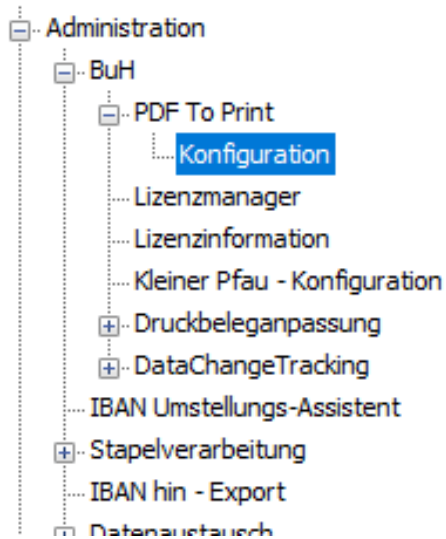 Administration
BuH
PDF To Print
Konfiguration
Lizenzmanager
Lizenzinformation
Kleiner Pfau - Konfiguration
Druckbeleganpassung
DataChangeTracking
IBAN Umstellungs-Assistent
Stapelverarbeitung
IBAN hin - Export
Datenaustausch